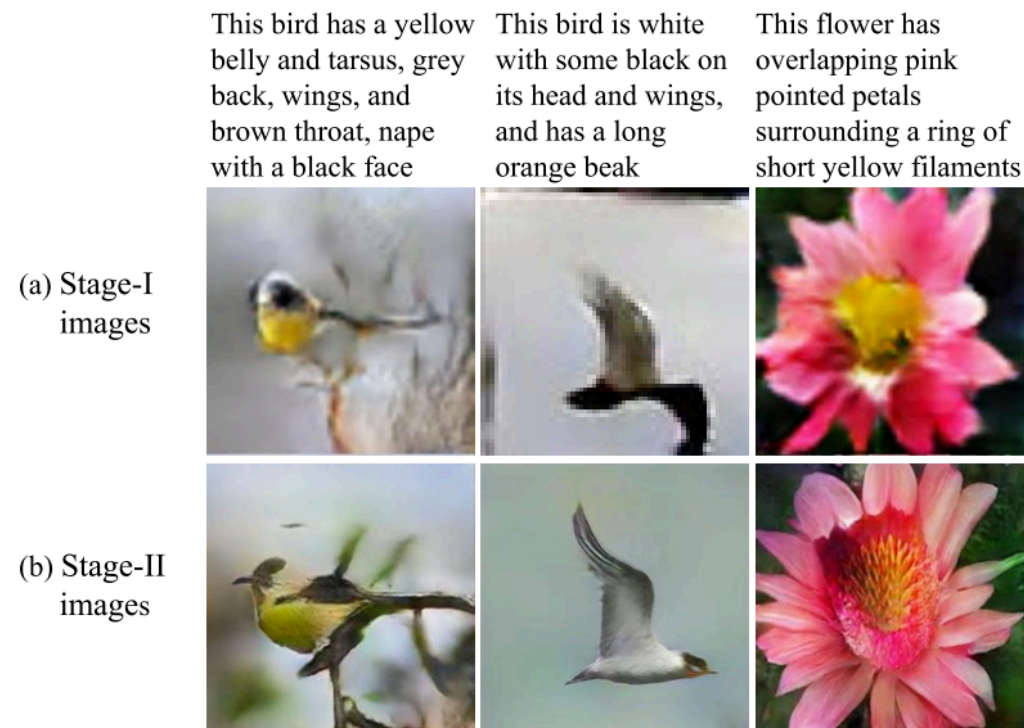 This bird has a yellow
belly and tarsus, grey
back, wings, and
brown throat, nape
with a black face
This bird is white
with some black on
its head and wings,
and has a long
orange beak
This flower has
overlapping pink
pointed petals
surrounding a ring of
short yellow filaments
(a) Stage-I
images
(b) Stage-II
images